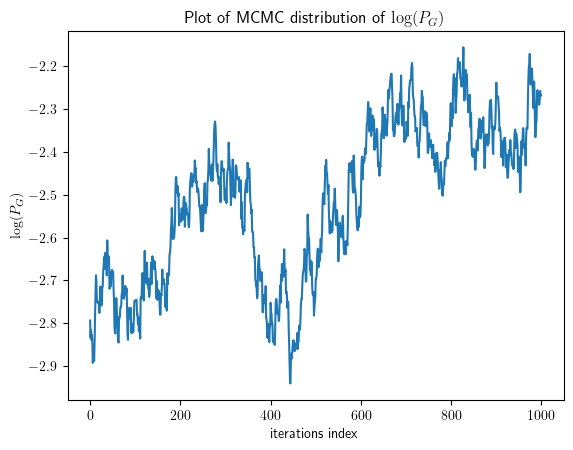 Plot of MCMC distribution of log(P_G)
−2.2
−2.3
−2.4
−2.5
−2.6
−2.7
−2.8
−2.9
log(P_G)
0 200 400 600 800 1000
iterations index